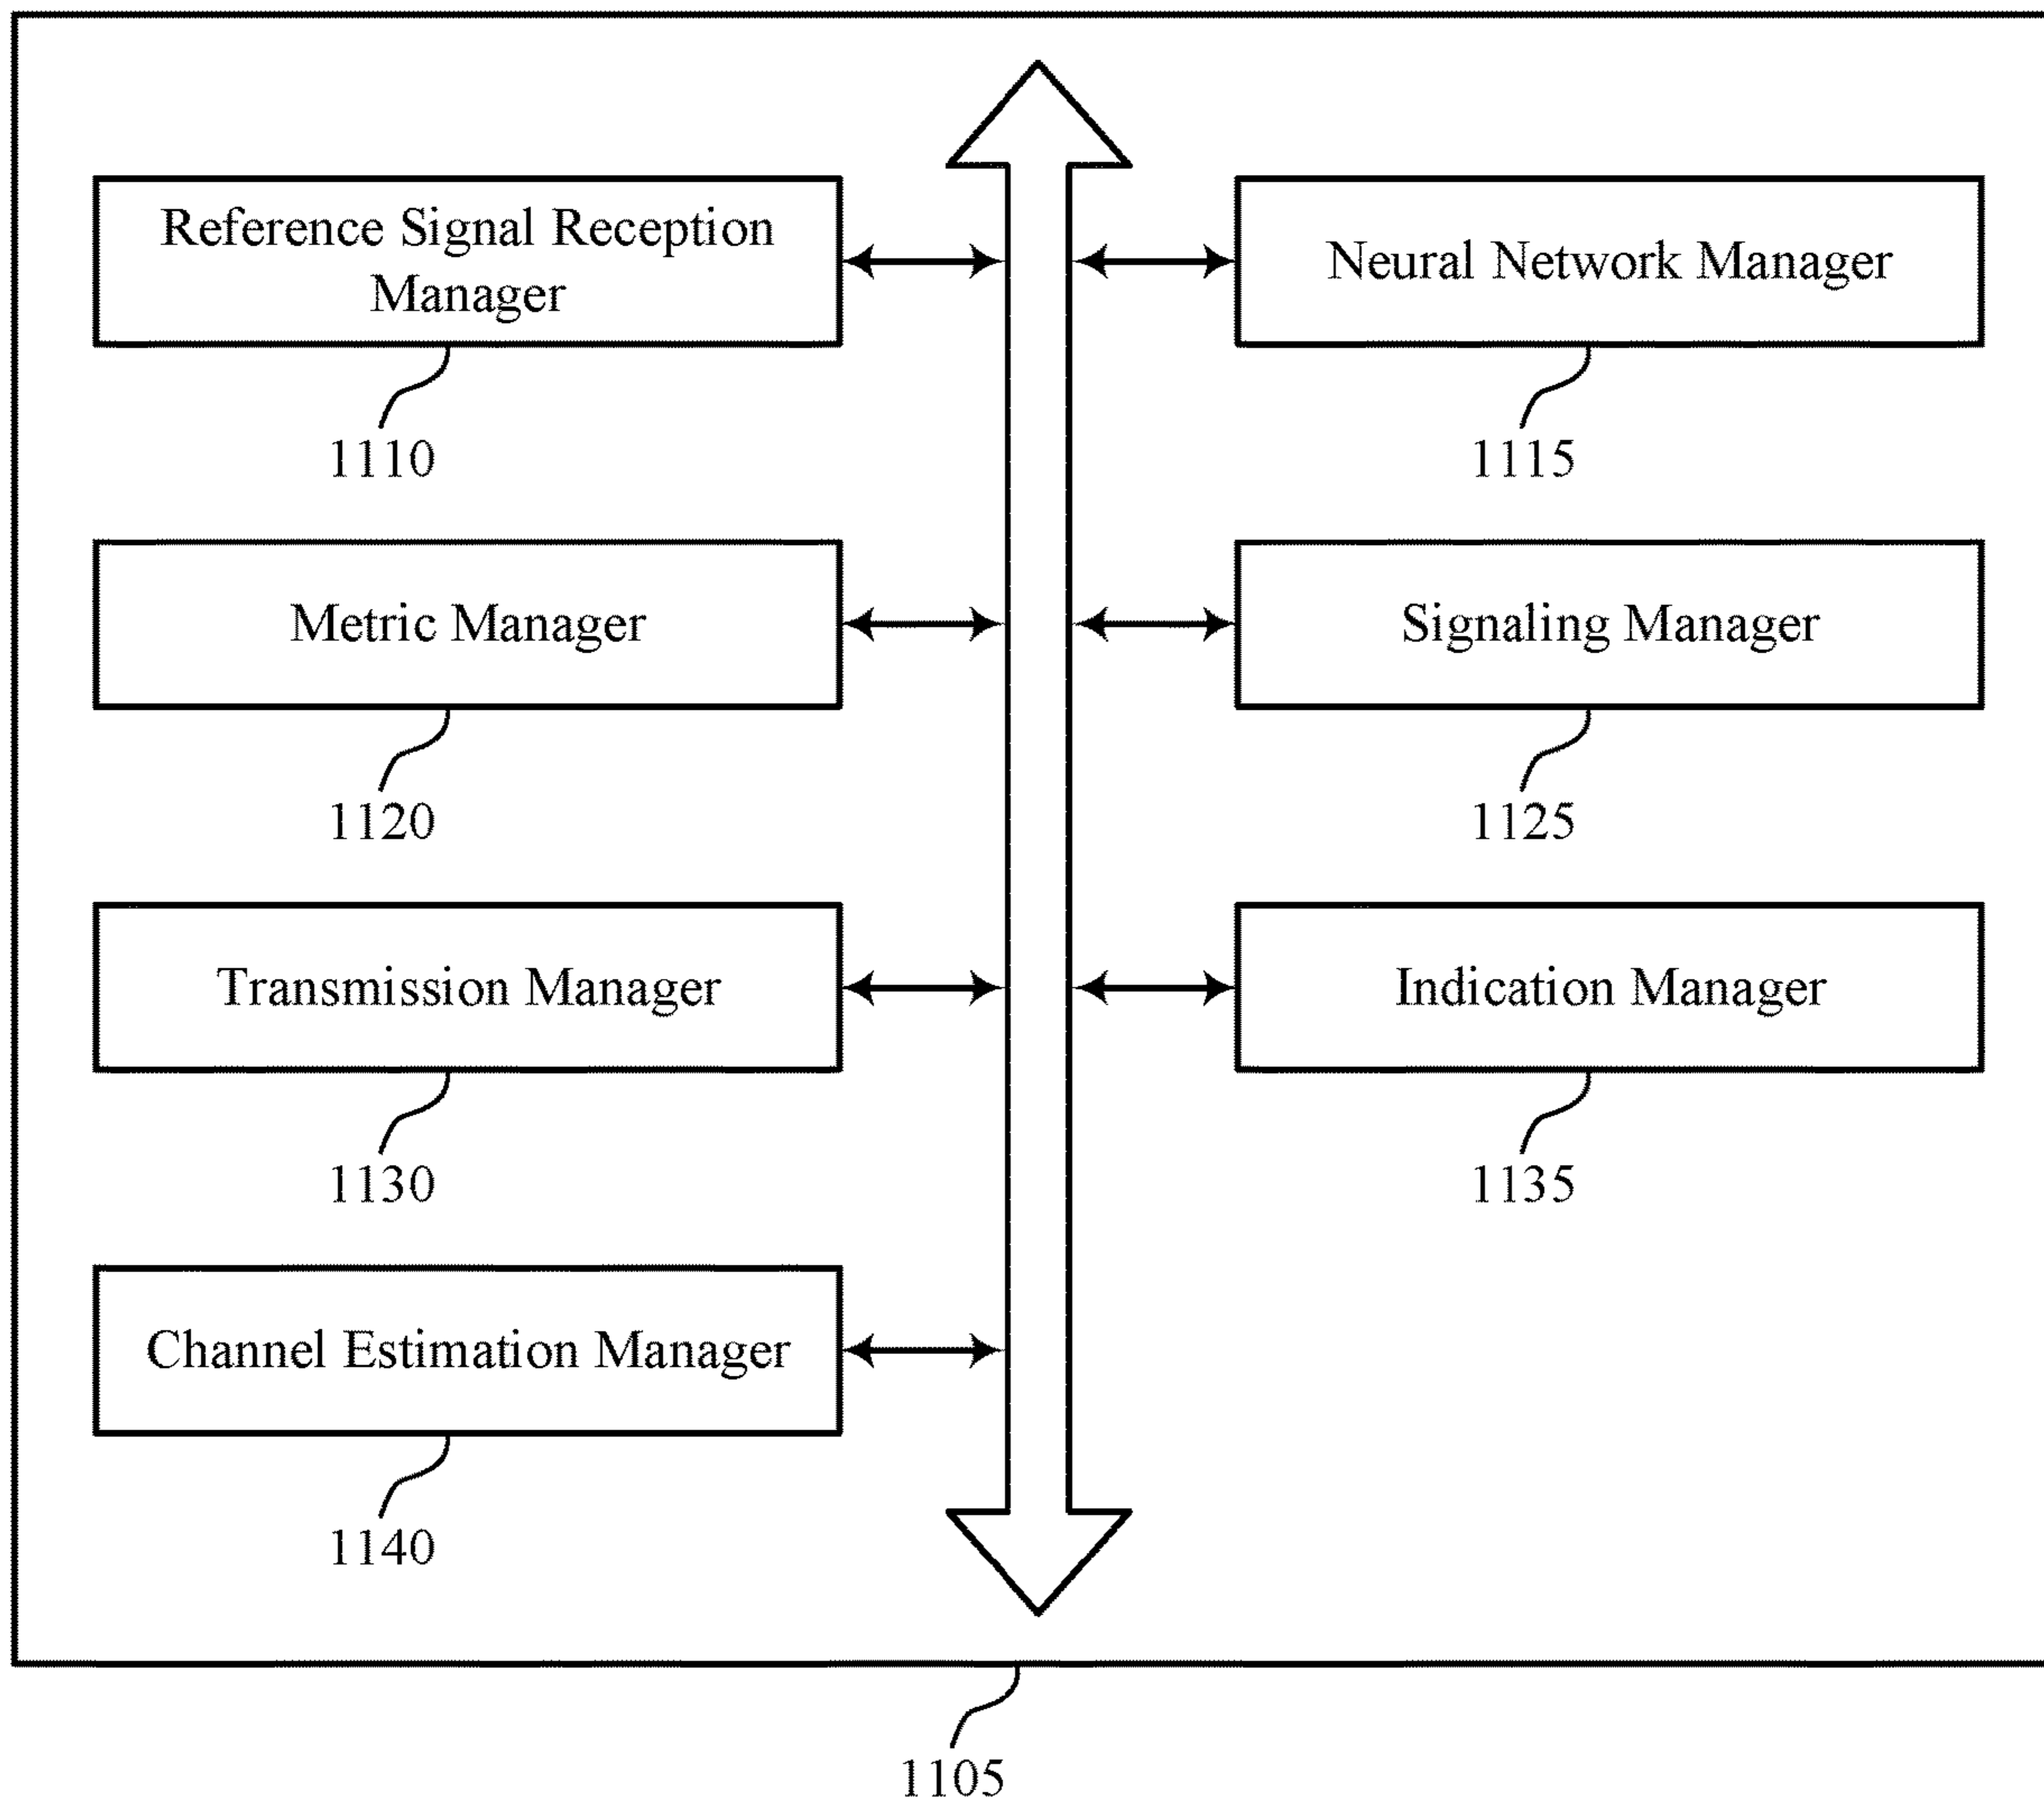 Reference Signal Reception
Manager
1110
Neural Network Manager
1115
Metric Manager
1120
Signaling Manager
1125
Transmission Manager
1130
Indication Manager
1135
Channel Estimation Manager
1140
1105